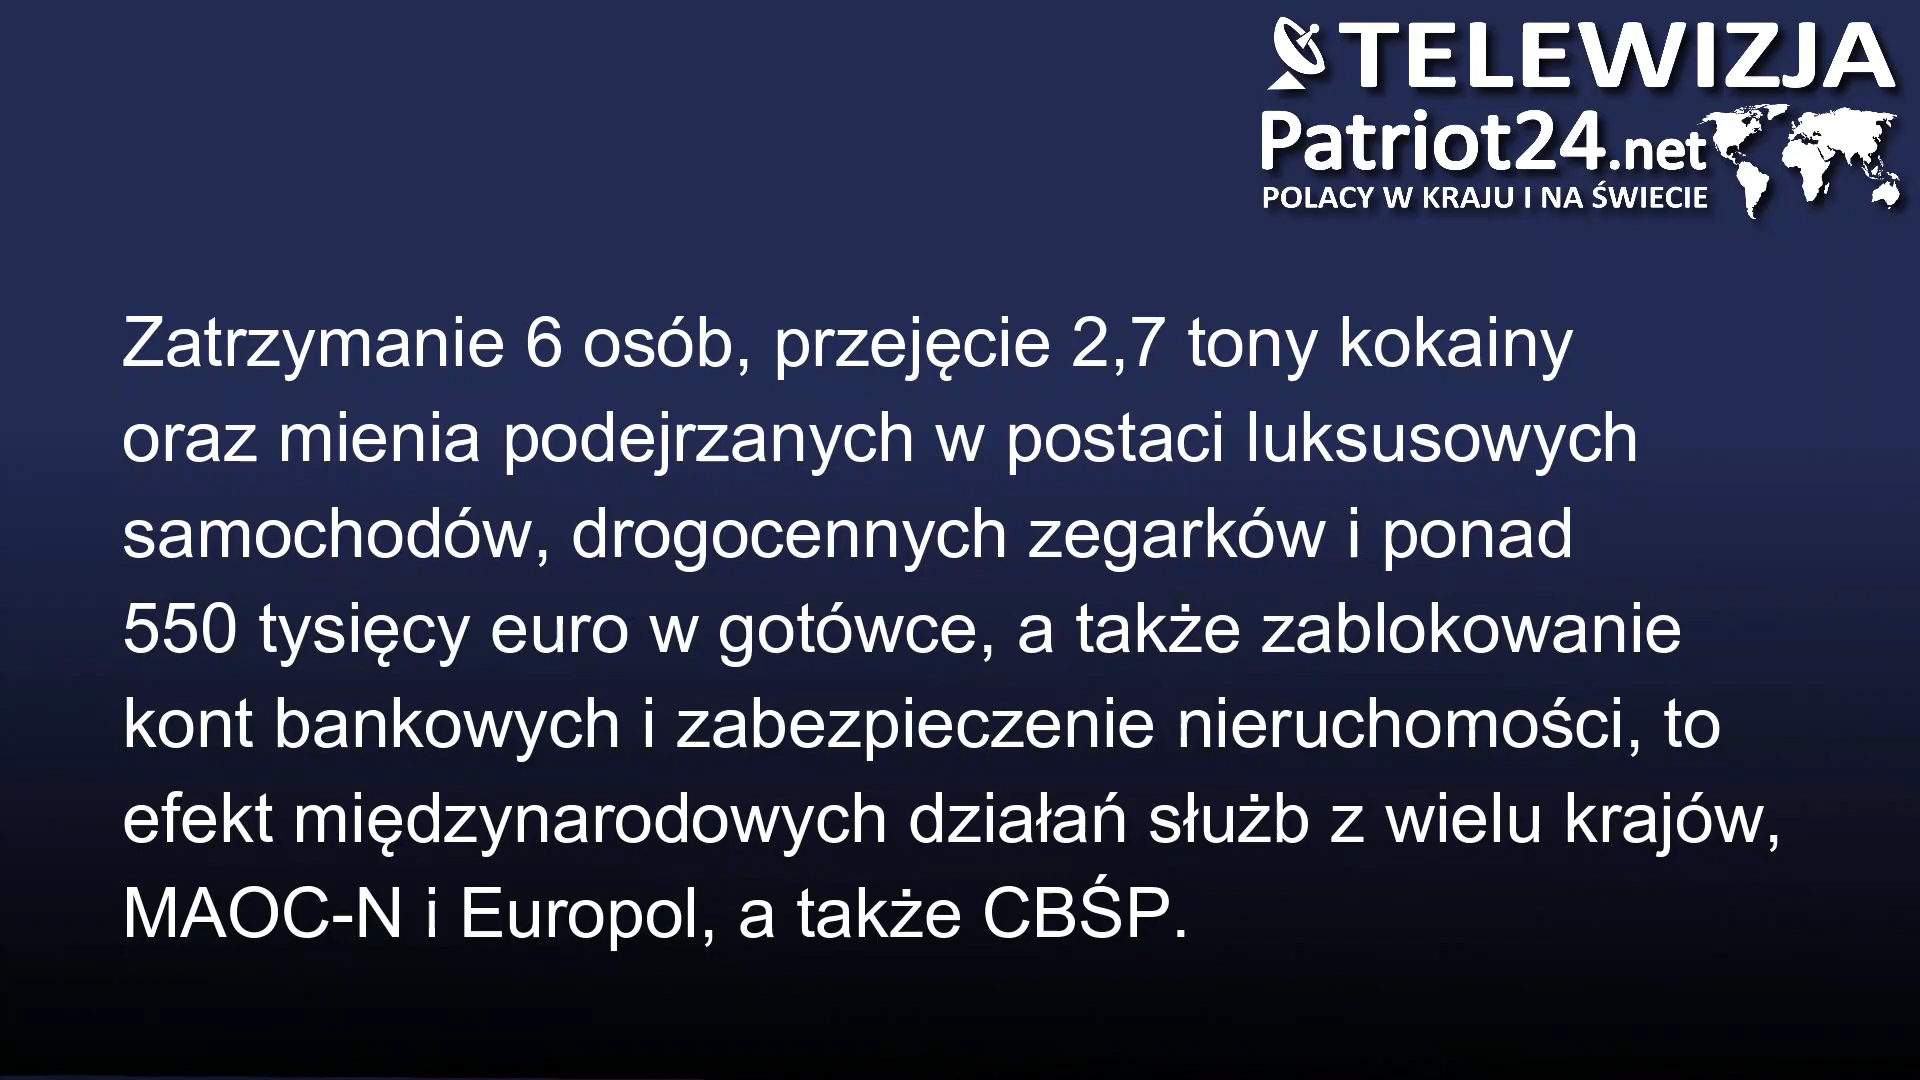 TELEWIZJA
Patriot24.net
POLACY W KRAJU I NA ŚWIECIE
Zatrzymanie 6 osób, przejęcie 2,7 tony kokainy
oraz mienia podejrzanych w postaci luksusowych
samochodów, drogocennych zegarków i ponad
550 tysięcy euro w gotówce, a także zablokowanie
kont bankowych i zabezpieczenie nieruchomości, to
efekt międzynarodowych działań służb z wielu krajów,
MAOC-N i Europol, a także CBŚP.